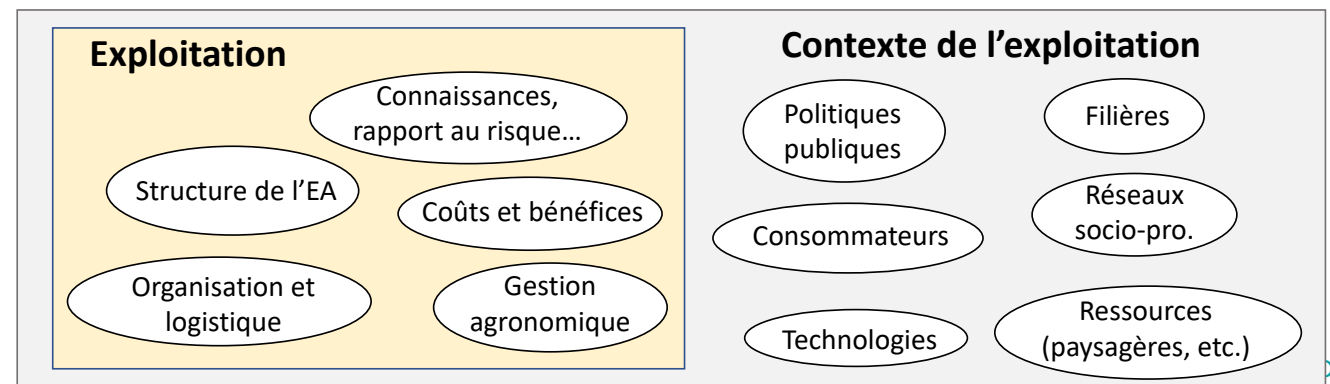 Exploitation
Connaissances,
rapport au risque…
Structure de l’EA
Coûts et bénéfices
Organisation et
logistique
Gestion
agronomique
Contexte de l’exploitation
Politiques
publiques
Filières
Réseaux
socio-pro.
Consommateurs
Technologies
Ressources
(paysagères, etc.)